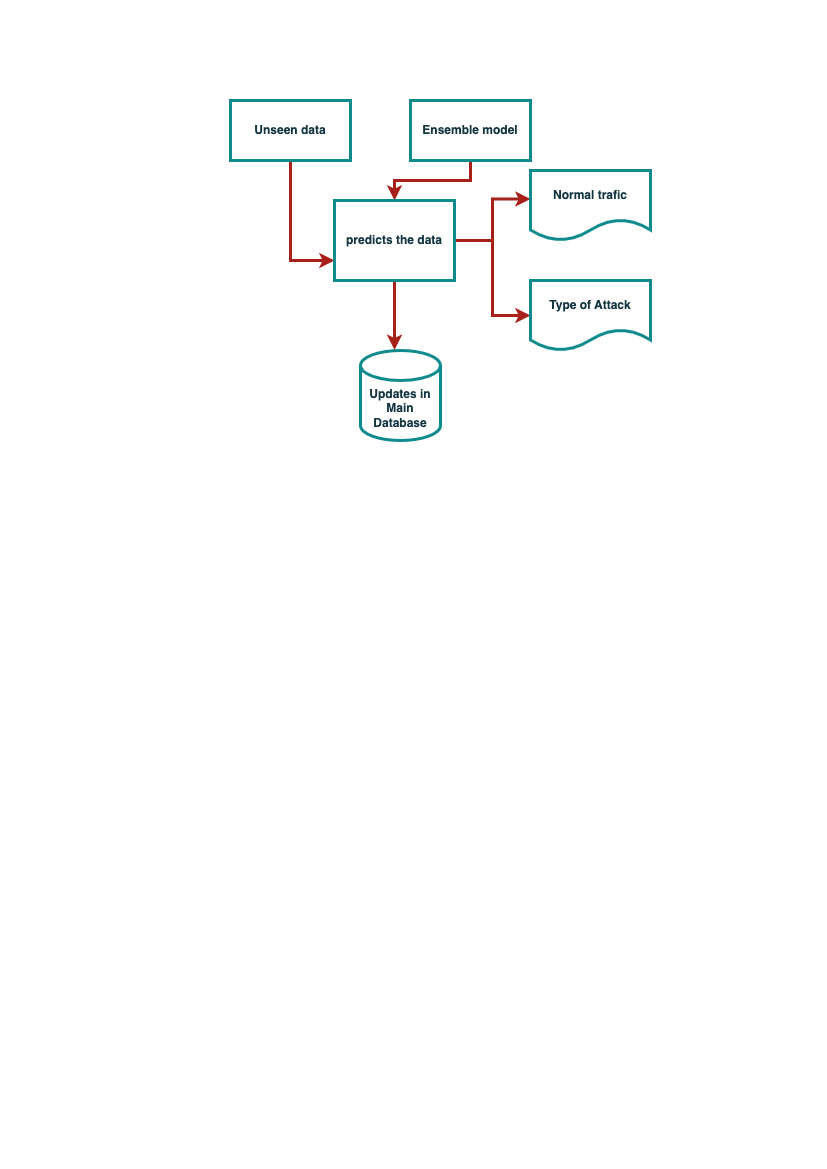 Unseen data
Ensemble model
Normal trafic
predicts the data
Type of Attack
Updates in
Main
Database